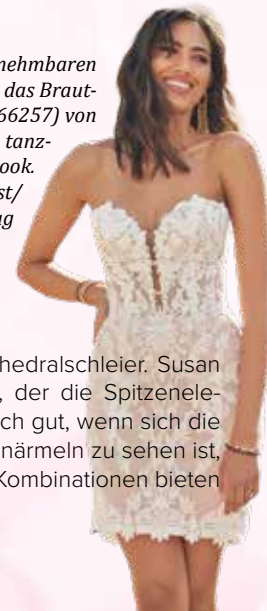 nehmbaren
das Braut-
66257) von
tanz-
ook.
st/
g
hedralschleier. Susan
, der die Spitzenele-
ch gut, wenn sich die
närmeln zu sehen ist,
Kombinationen bieten